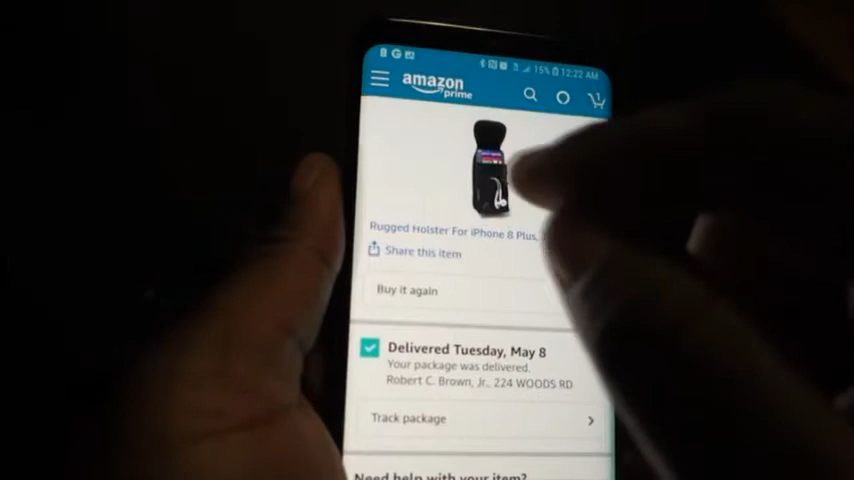 15% 12:22 AM
amazon
prime
1
Rugged Holster For iPhone 8 Plus,
Share this item
Buy it again
Delivered Tuesday, May 8
Your package was delivered.
Robert C. Brown, Jr., 224 WOODS RD
Track package
Need help with your item?